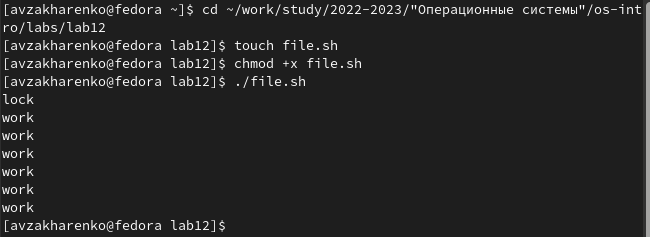 [avzakharenko@fedora ~]$ cd ~/work/study/2022-2023/"Операционные системы"/os-int
ro/labs/lab12
[avzakharenko@fedora lab12]$ touch file.sh
[avzakharenko@fedora lab12]$ chmod +x file.sh
[avzakharenko@fedora lab12]$ ./file.sh
lock
work
work
work
work
work
work
[avzakharenko@fedora lab12]$